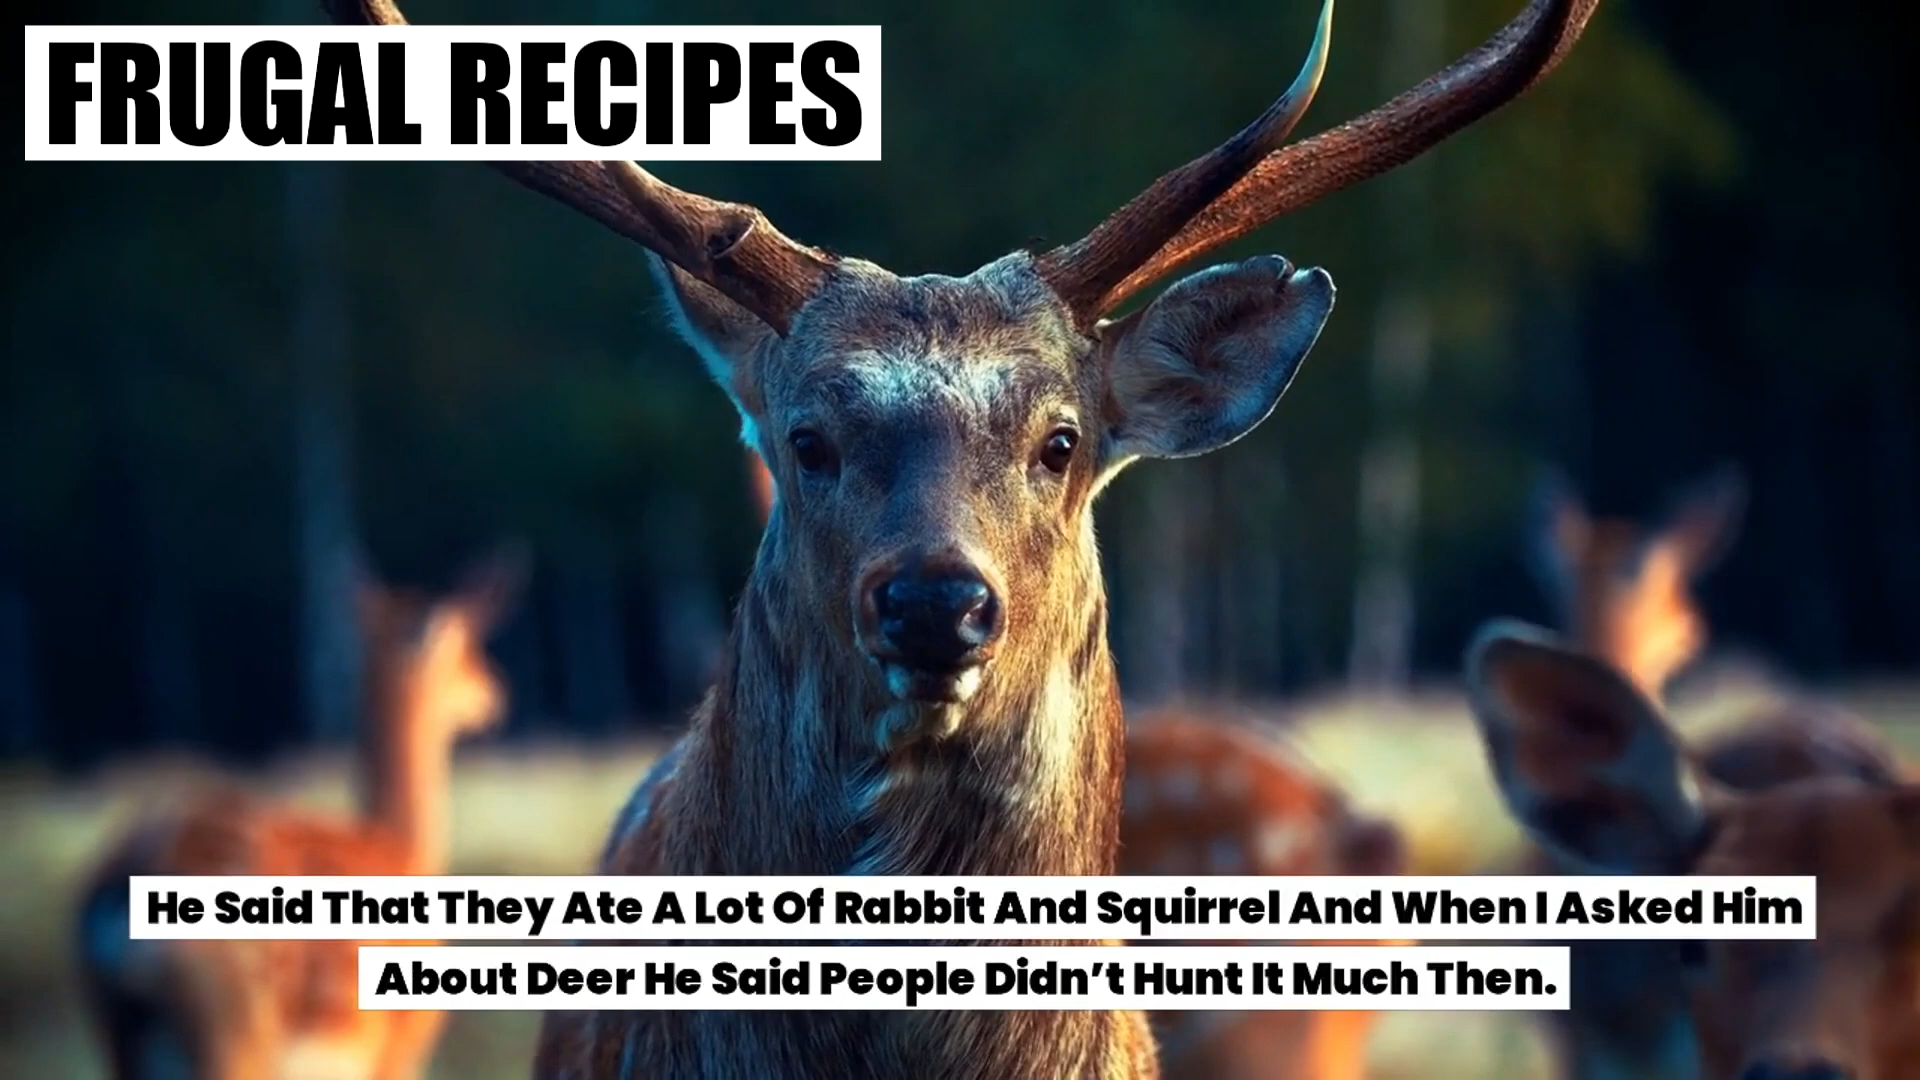 FRUGAL RECIPES
He Said That They Ate A Lot Of Rabbit And Squirrel And When I Asked Him
About Deer He Said People Didn’t Hunt It Much Then.